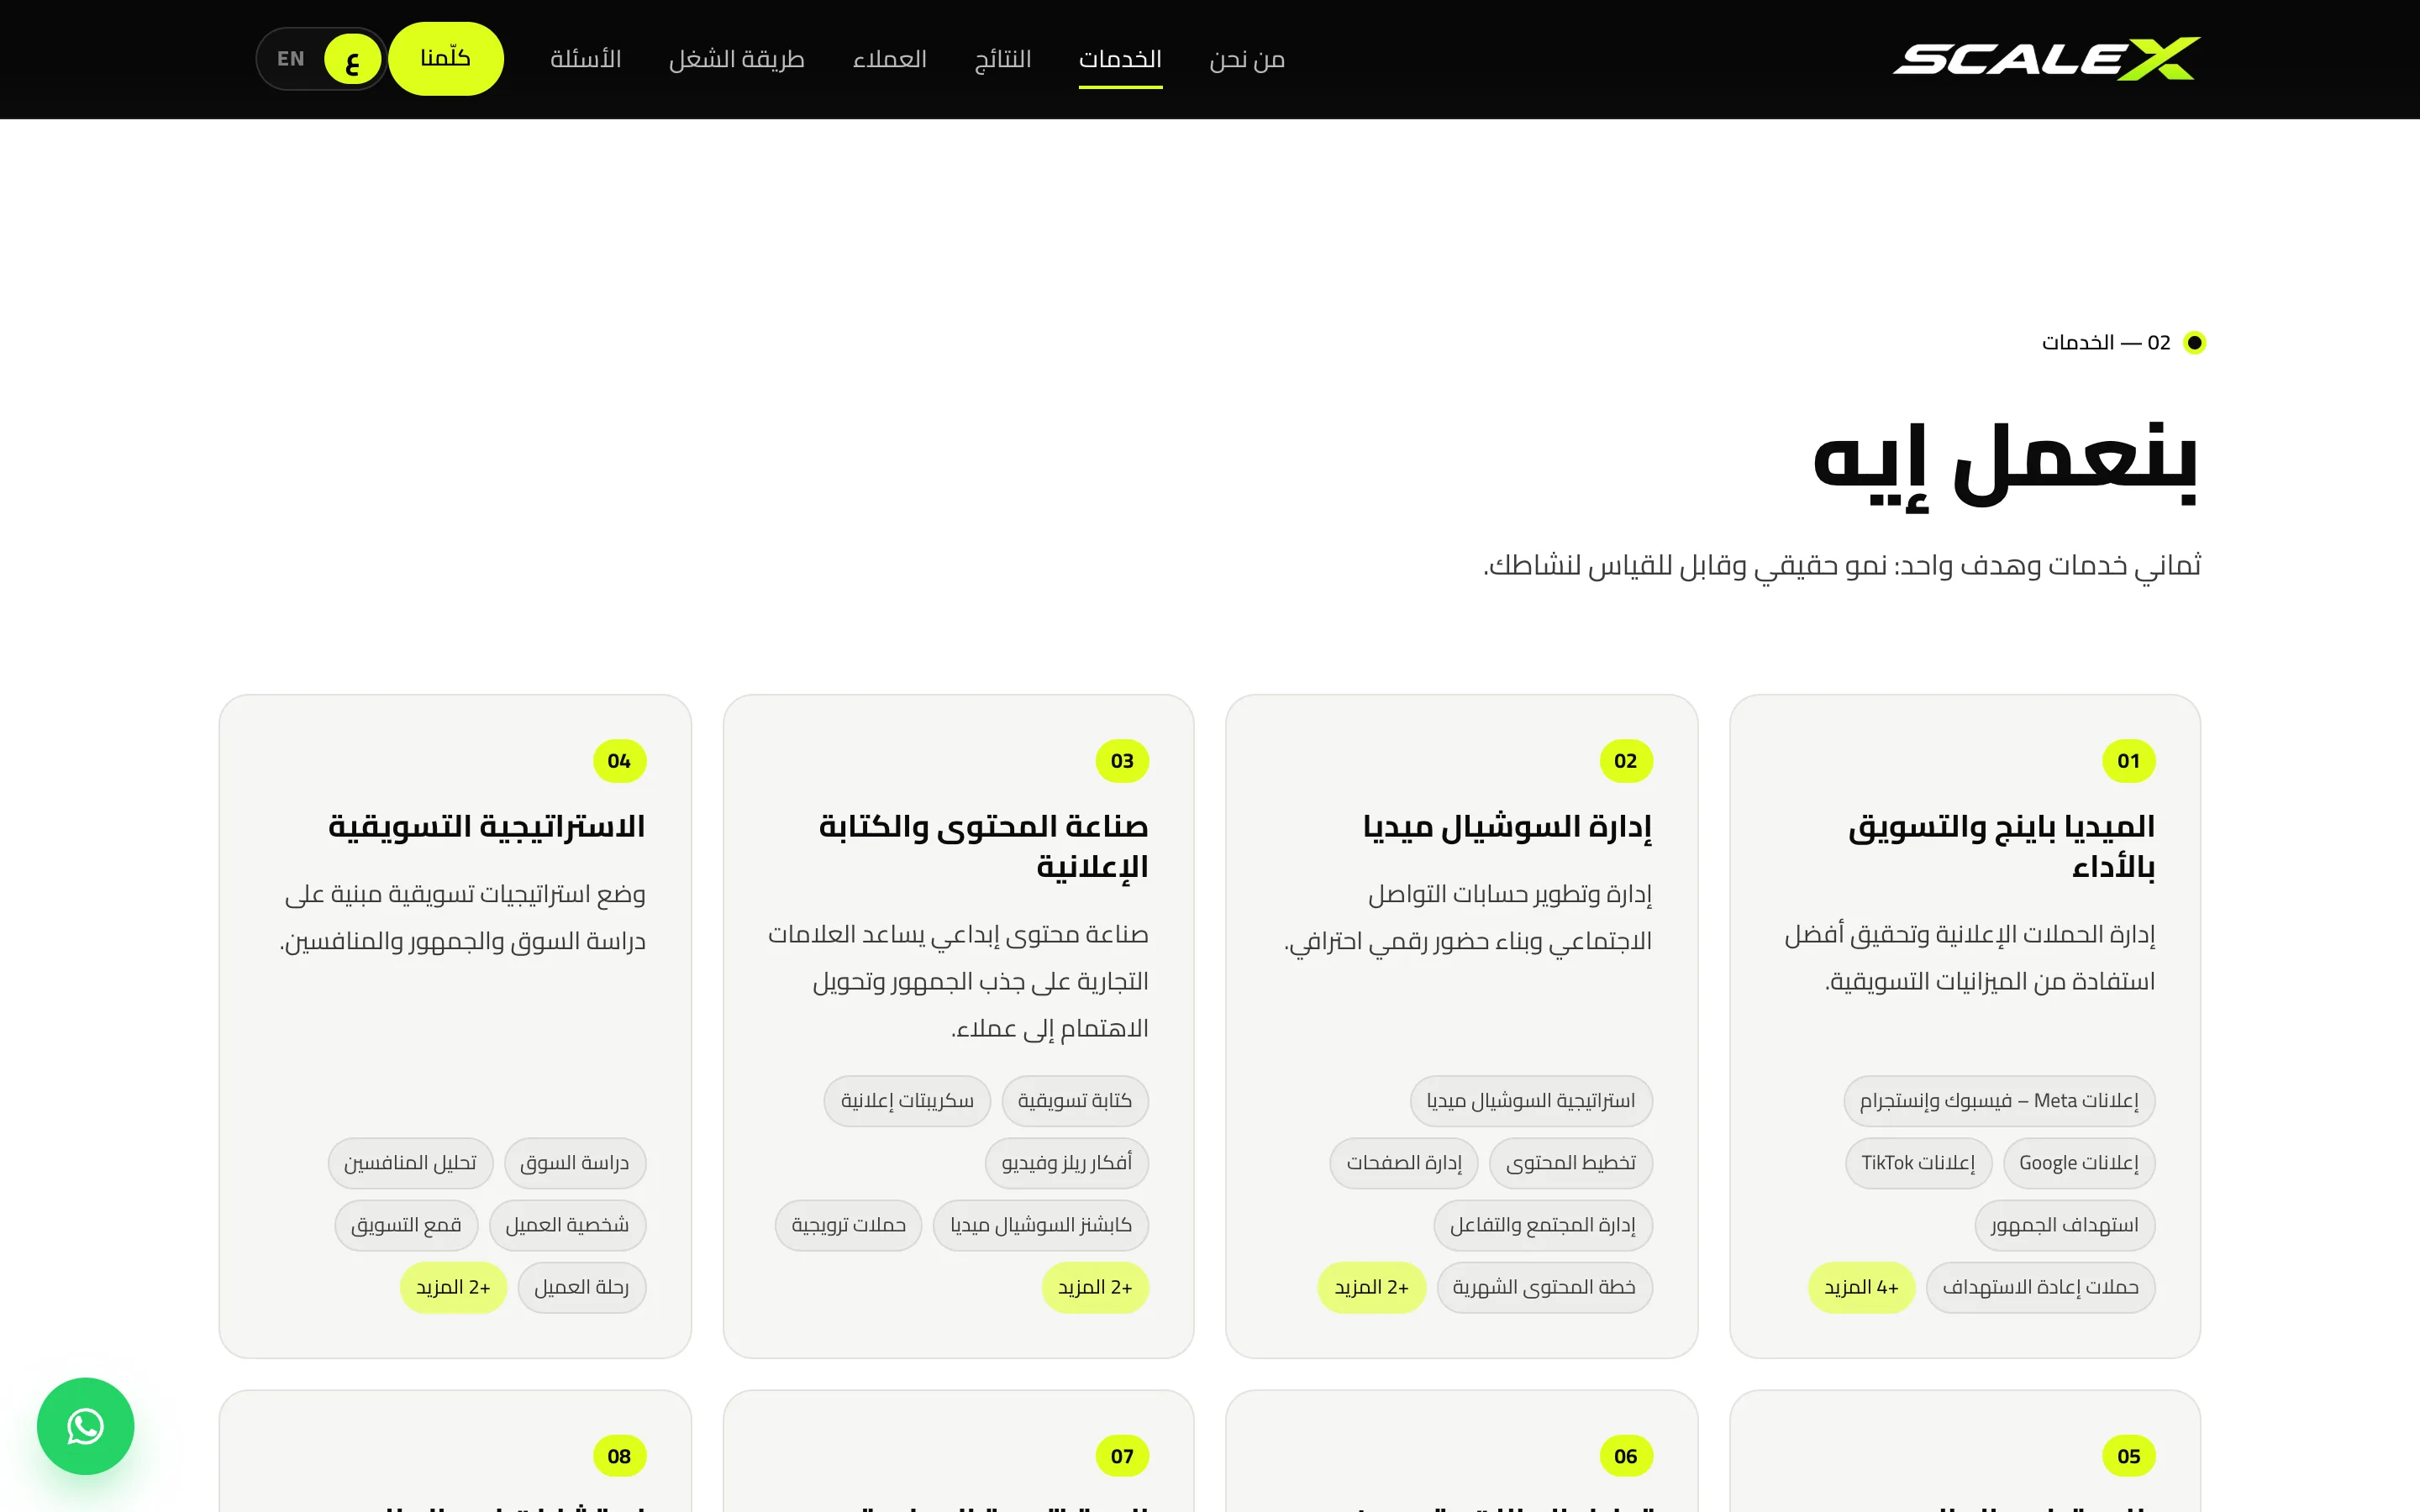 SCALEX
من نحن
الخدمات
النتائج
العملاء
طريقة الشغل
الأسئلة
كلّمنا
ع
EN
02 — الخدمات
بنعمل إيه
ثماني خدمات وهدف واحد: نمو حقيقي وقابل للقياس لنشاطك.
01
الميديا باينج والتسويق
بالأداء
إدارة الحملات الإعلانية وتحقيق أفضل
استفادة من الميزانيات التسويقية.
إعلانات Meta – فيسبوك وإنستجرام
إعلانات Google
إعلانات TikTok
استهداف الجمهور
حملات إعادة الاستهداف
+4 المزيد
02
إدارة السوشيال ميديا
إدارة وتطوير حسابات التواصل
الاجتماعي وبناء حضور رقمي احترافي.
استراتيجية السوشيال ميديا
تخطيط المحتوى
إدارة الصفحات
إدارة المجتمع والتفاعل
خطة المحتوى الشهرية
+2 المزيد
03
صناعة المحتوى والكتابة
الإعلانية
صناعة محتوى إبداعي يساعد العلامات
التجارية على جذب الجمهور وتحويل
الاهتمام إلى عملاء.
كتابة تسويقية
سكريبتات إعلانية
أفكار ريلز وفيديو
كابشنز السوشيال ميديا
حملات ترويجية
+2 المزيد
04
الاستراتيجية التسويقية
وضع استراتيجيات تسويقية مبنية على
دراسة السوق والجمهور والمنافسين.
دراسة السوق
تحليل المنافسين
شخصية العميل
قمع التسويق
رحلة العميل
+2 المزيد
05
06
07
08